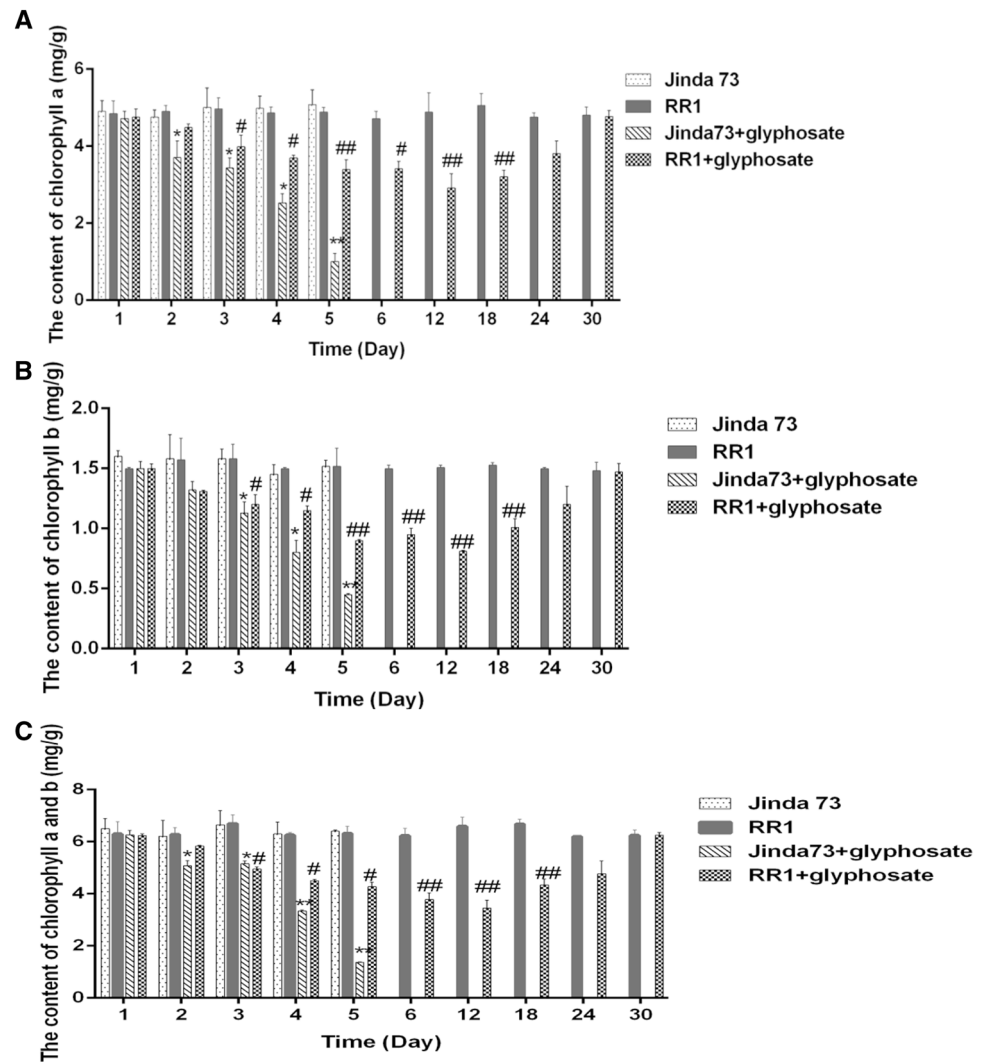 A
The content of chlorophyll a (mg/g)
6
4
2
0
* # * # * # ** ## # ## ##
1 2 3 4 5 6 12 18 24 30
Time (Day)
Jinda 73
RR1
Jinda73+glyphosate
RR1+glyphosate
B
The content of chlorophyll b (mg/g)
2.0
1.5
1.0
0.5
0.0
* # * # ** ## ## ## ##
1 2 3 4 5 6 12 18 24 30
Time (Day)
Jinda 73
RR1
Jinda73+glyphosate
RR1+glyphosate
C
The content of chlorophyll a and b (mg/g)
8
6
4
2
0
* * # ** # ** # ## ## ##
1 2 3 4 5 6 12 18 24 30
Time (Day)
Jinda 73
RR1
Jinda73+glyphosate
RR1+glyphosate